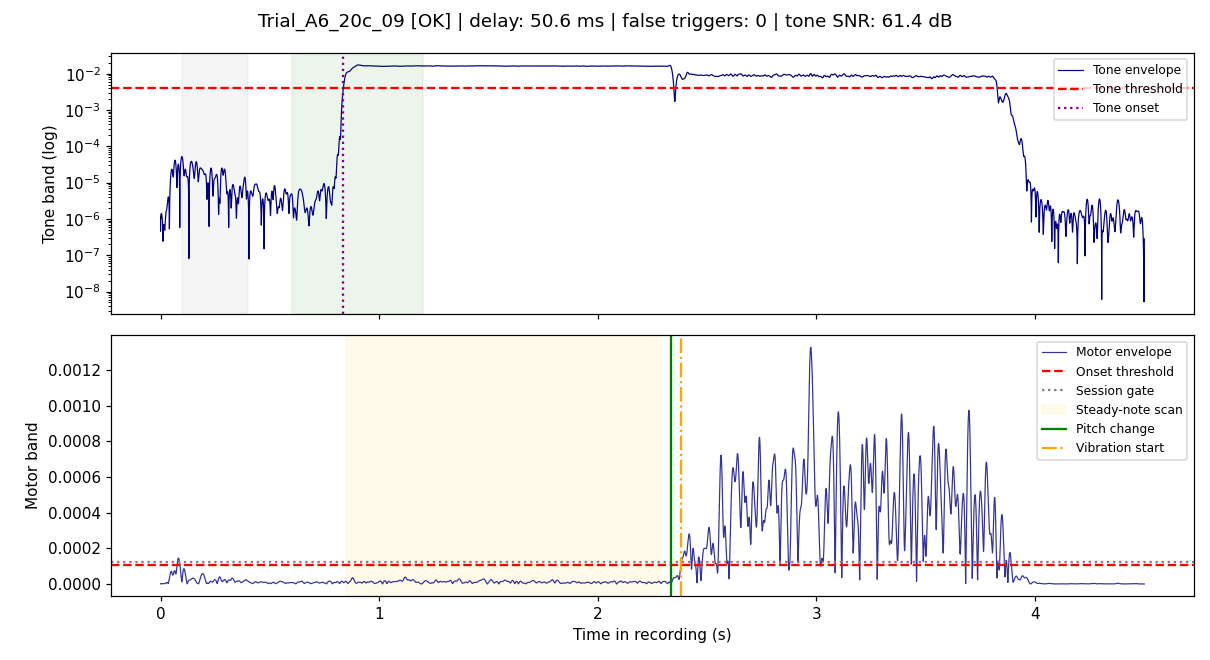 Trial_A6_20c_09 [OK] | delay: 50.6 ms | false triggers: 0 | tone SNR: 61.4 dB
Tone band (log)
10⁻²
10⁻³
10⁻⁴
10⁻⁵
10⁻⁶
10⁻⁷
10⁻⁸
Tone envelope
Tone threshold
Tone onset
Motor band
0.0012
0.0010
0.0008
0.0006
0.0004
0.0002
0.0000
Motor envelope
Onset threshold
Session gate
Steady-note scan
Pitch change
Vibration start
0 1 2 3 4
Time in recording (s)